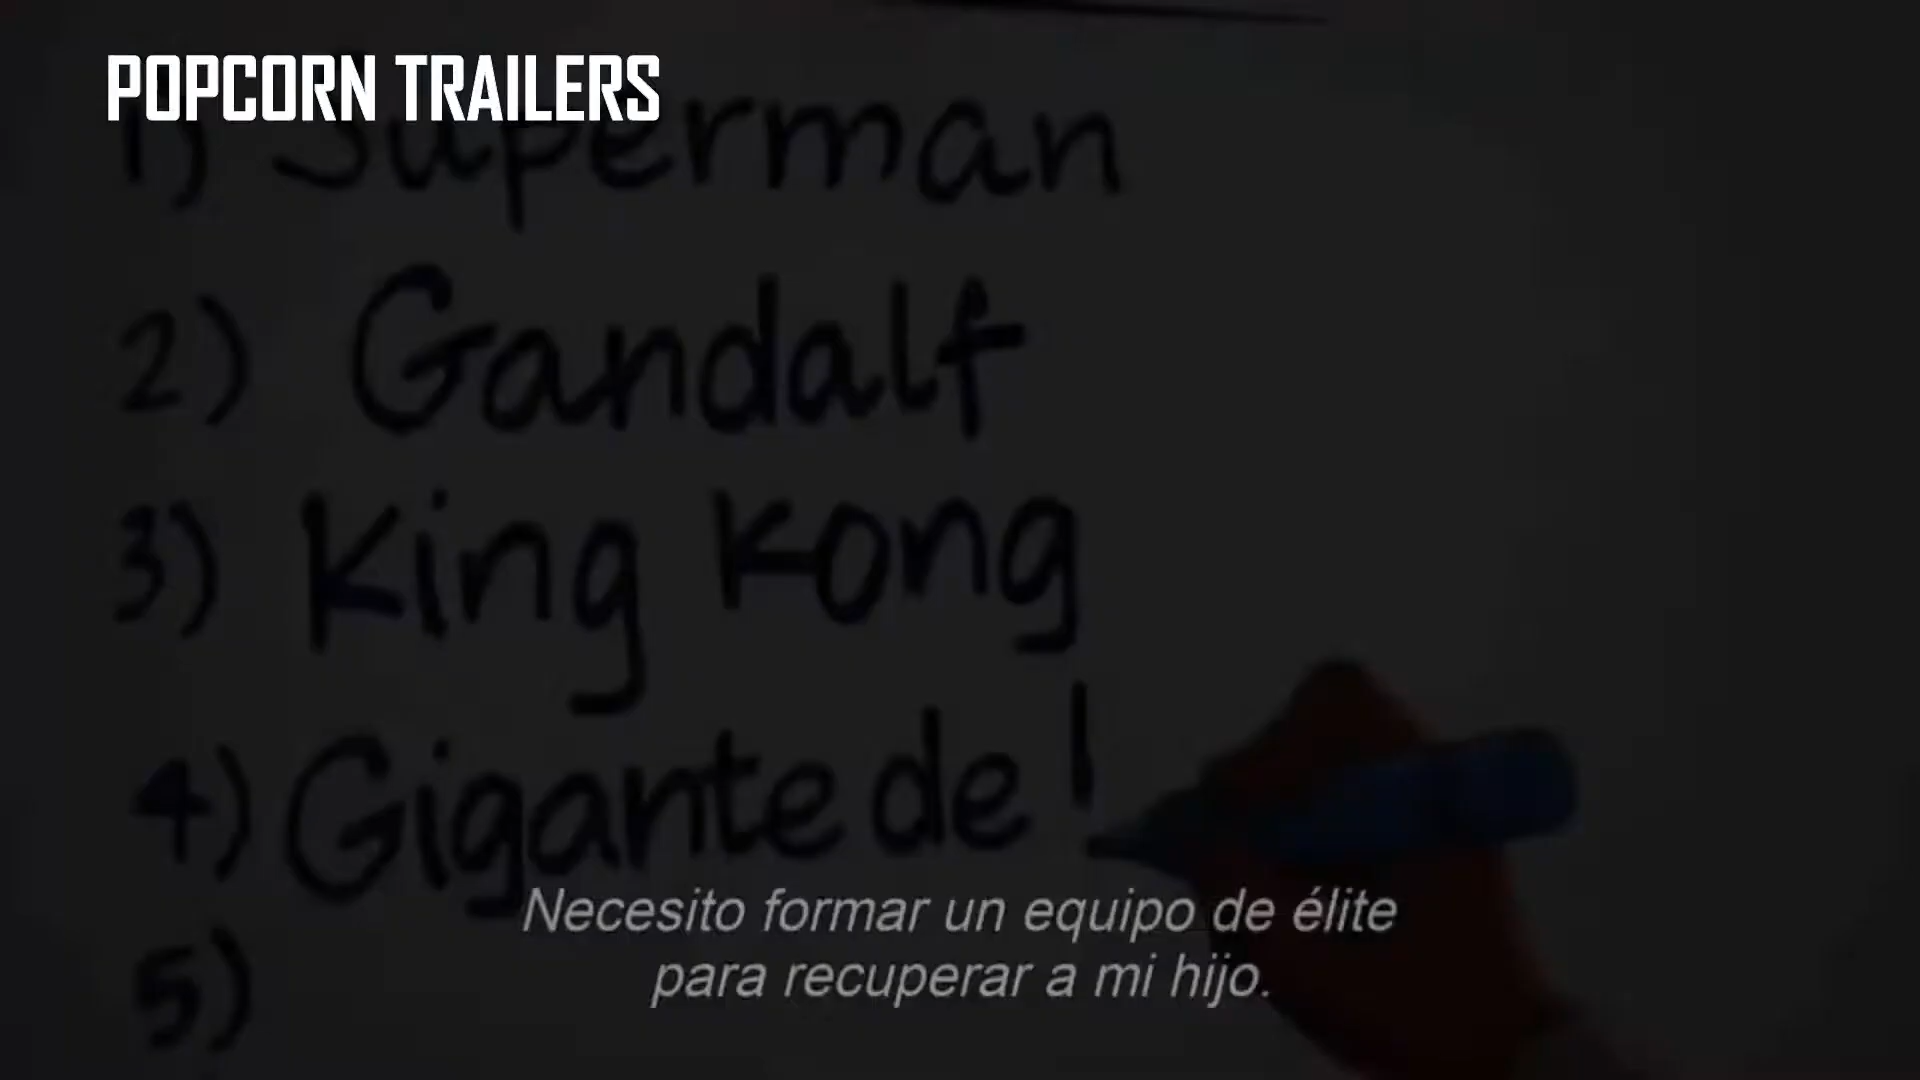 POPCORN TRAILERS
1) Superman
2) Gandalf
3) King Kong
4) Gigante de
5)
Necesito formar un equipo de élite
para recuperar a mi hijo.